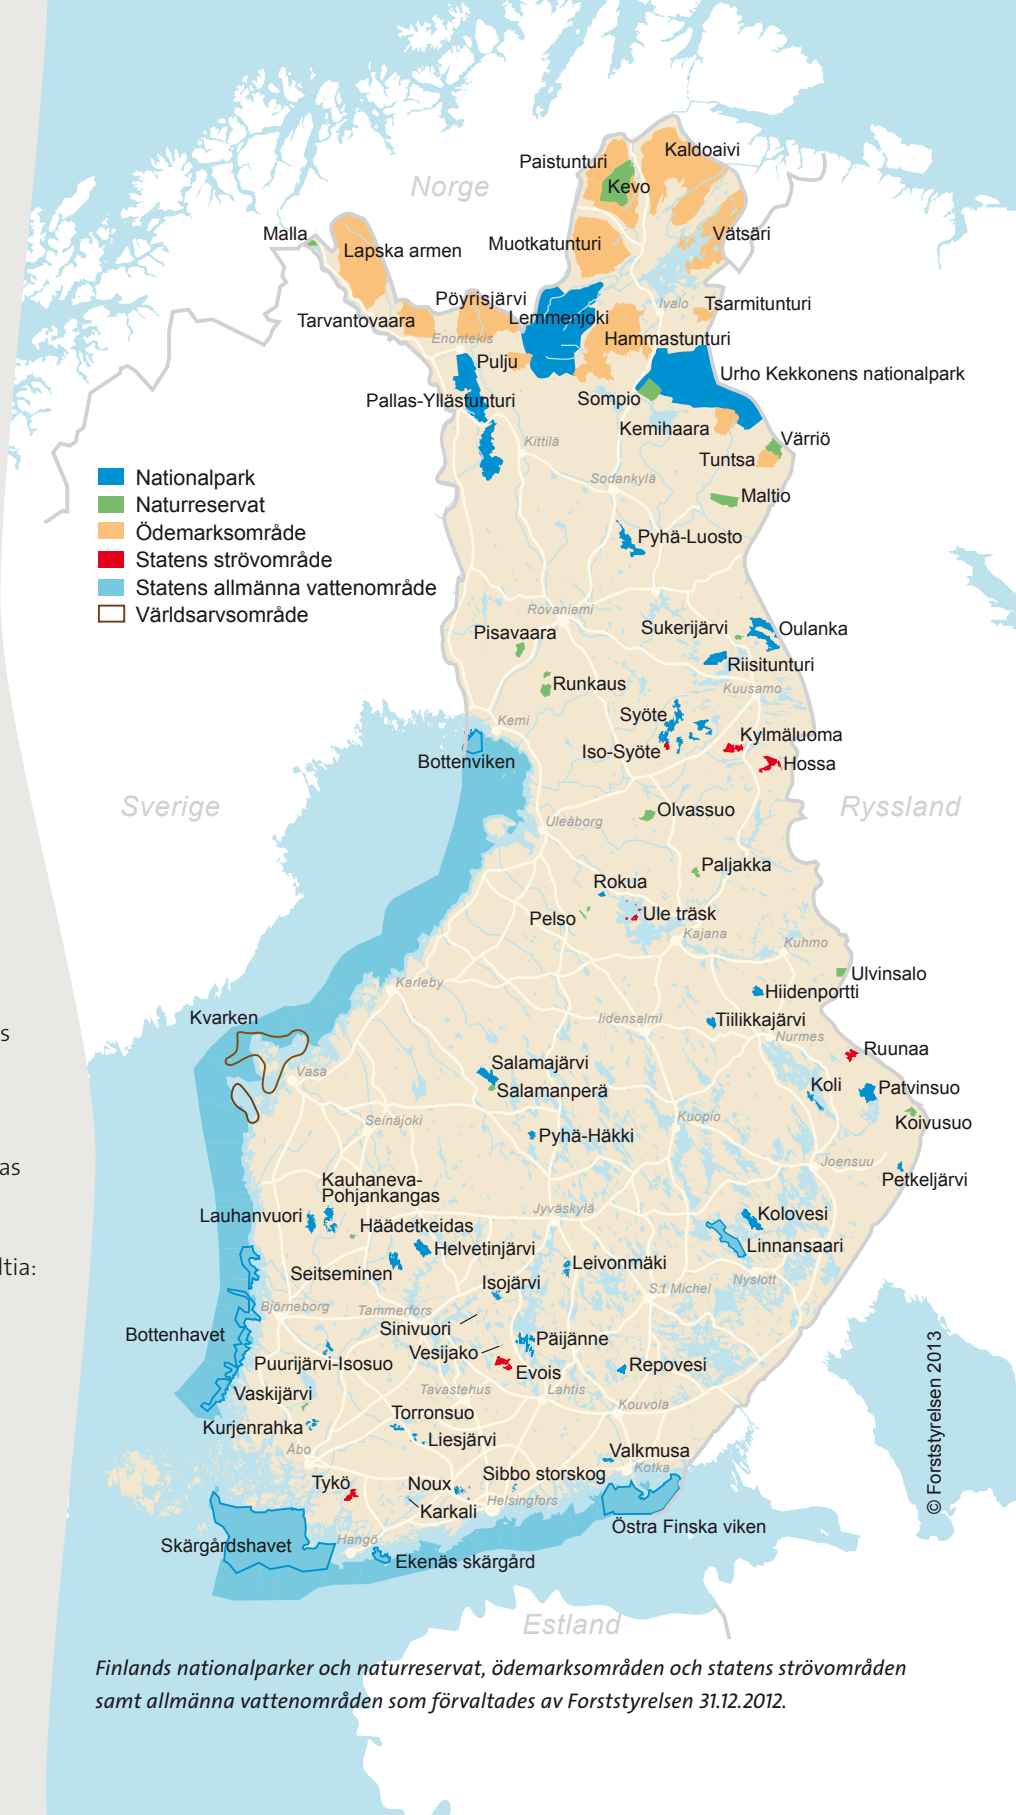 Kaldoaivi
Paistunturi
Norge
Kevo
Malla
Muotkatunturi
Vätsäri
Lapska armen
Pöyrisjärvi
Ivalo
Tsarmitunturi
Tarvantovaara
Lemmenjoki
Enontekis
Hammastunturi
Pulju
Urho Kekkonens nationalpark
Pallas-Yllästunturi
Sompio
Kemihaara
Värriö
Kittilä
Tuntsa
Nationalpark
Naturreservat
Ödemarksområde
Statens strövområde
Statens allmänna vattenområde
Världsarvsområde
Sodankylä
Maltio
Pyhä-Luosto
Rovaniemi
Pisavaara
Sukerijärvi
Oulanka
Riisitunturi
Runkaus
Kuusamo
Syöte
Kemi
Kylmäluoma
Iso-Syöte
Bottenviken
Hossa
Sverige
Ryssland
Olvassuo
Uleåborg
Paljakka
Rokua
Pelso
Ule träsk
Kajana
Kuhmo
Ulvinsalo
Karleby
Hiidenportti
Kvarken
Iidensalmi
Tiilikkajärvi
Nurmes
s
Ruunaa
Salamajärvi
Vasa
Koli
Patvinsuo
Salamanperä
Seinäjoki
Kuopio
Koivusuo
Pyhä-Häkki
as
Joensuu
Petkeljärvi
Kauhaneva-
Pohjankangas
Lauhanvuori
Jyväskylä
Kolovesi
Häädetkeidas
Helvetinjärvi
Linnansaari
ltia:
Leivonmäki
Seitseminen
Isojärvi
Nyslott
S:t Michel
Björneborg
Tammerfors
Sinivuori
Bottenhavet
Päijänne
Vesijako
Puurijärvi-Isosuo
Repovesi
Evois
Tavastehus
Lahtis
Vaskijärvi
Kouvola
Torronsuo
Kurjenrahka
Liesjärvi
Åbo
Valkmusa
Kotka
Sibbo storskog
Tykö
Noux
Helsingfors
Karkali
Östra Finska viken
Hangö
Skärgårdshavet
Ekenäs skärgård
© Forststyrelsen 2013
Estland
Finlands nationalparker och naturreservat, ödemarksområden och statens strövområden
samt allmänna vattenområden som förvaltades av Forststyrelsen 31.12.2012.